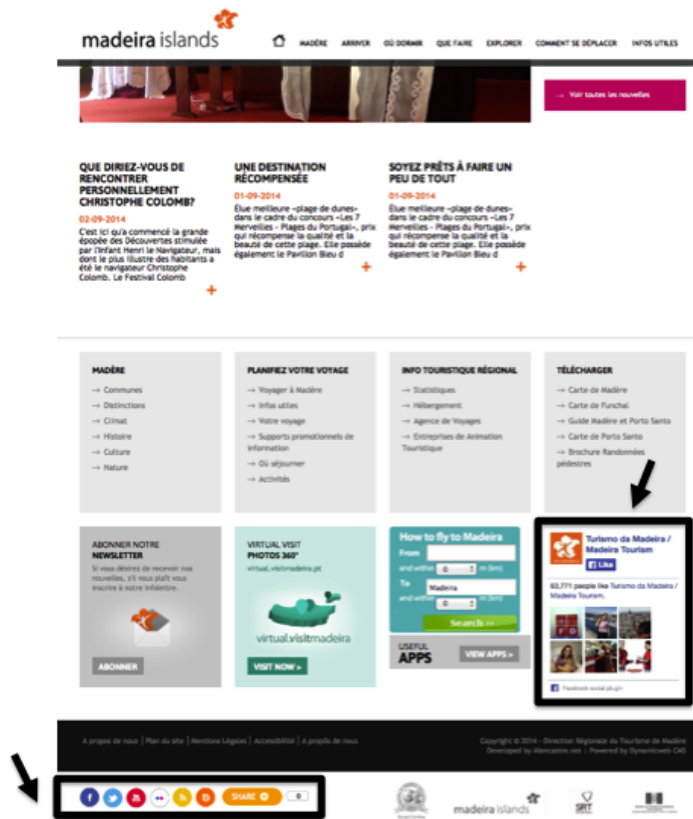 madeira islands
MADÈRE ARRIVER OÙ DORMIR QUE FAIRE EXPLORER COMMENT SE DÉPLACER INFOS UTILES
→ Voir toutes les nouvelles
QUE DIRIEZ-VOUS DE
RENCONTRER
PERSONNELLEMENT
CHRISTOPHE COLOMB?
02-09-2014
C'est ici qu'a commencé la grande
épopée des Découvertes stimulée
par l'Infant Henri le Navigateur, mais
dont le plus illustre des habitants a
été le navigateur Christophe
Colomb. Le Festival Colomb
+
UNE DESTINATION
RÉCOMPENSÉE
01-09-2014
Élue meilleure «plage de dunes»
dans le cadre du concours «Les 7
Merveilles - Plages du Portugal», prix
qui récompense la qualité et la
beauté de cette plage. Elle possède
également le Pavillon Bleu d
+
SOYEZ PRÊTS À FAIRE UN
PEU DE TOUT
01-09-2014
Élue meilleure «plage de dunes»
dans le cadre du concours «Les 7
Merveilles - Plages du Portugal», prix
qui récompense la qualité et la
beauté de cette plage. Elle possède
également le Pavillon Bleu d
+
MADÈRE
→ Communes
→ Distinctions
→ Climat
→ Histoire
→ Culture
→ Nature
PLANIFIEZ VOTRE VOYAGE
→ Voyager à Madère
→ Infos utiles
→ Votre voyage
→ Supports promotionnels de
information
→ Où séjourner
→ Activités
INFO TOURISTIQUE RÉGIONAL
→ Statistiques
→ Hébergement
→ Agence de Voyages
→ Entreprises de Animation
Touristique
TÉLÉCHARGER
→ Carte de Madère
→ Carte de Funchal
→ Guide Madère et Porto Santo
→ Carte de Porto Santo
→ Brochure Randonnées
pédestres
ABONNER NOTRE
NEWSLETTER
Si vous désirez de recevoir nos
nouvelles, s'il vous plaît vous
inscrire à notre infolettre.
ABONNER
VIRTUAL VISIT
PHOTOS 360°
virtual.visitmadeira.pt
virtual.visitmadeira
VISIT NOW >
How to fly to Madeira
From
and within 0 m (km)
To Madeira
and within 0 m (km)
Search >>
USEFUL
APPS
VIEW APPS >
Turismo da Madeira /
Madeira Tourism
Like
63,771 people like Turismo da Madeira /
Madeira Tourism.
Facebook social plugin
A propos de nous | Plan du site | Mentions Légales | Accessibilité | A propôs de nous
Copyright © 2014 - Direction Régionale du Tourisme de Madère
Developed by Alencastre.net | Powered by Dynamicweb CMS
SHARE 0
madeira islands
SRT